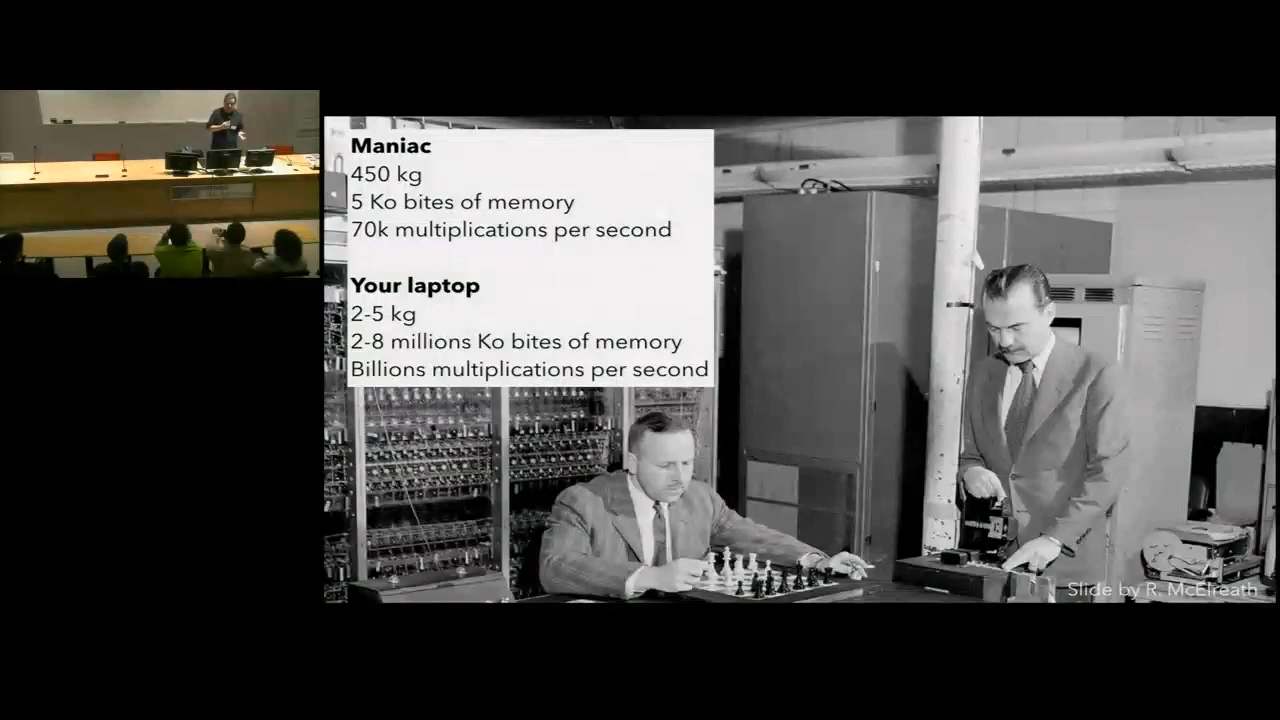 Maniac
450 kg
5 Ko bites of memory
70k multiplications per second
Your laptop
2-5 kg
2-8 millions Ko bites of memory
Billions multiplications per second
Slide by R. McElreath